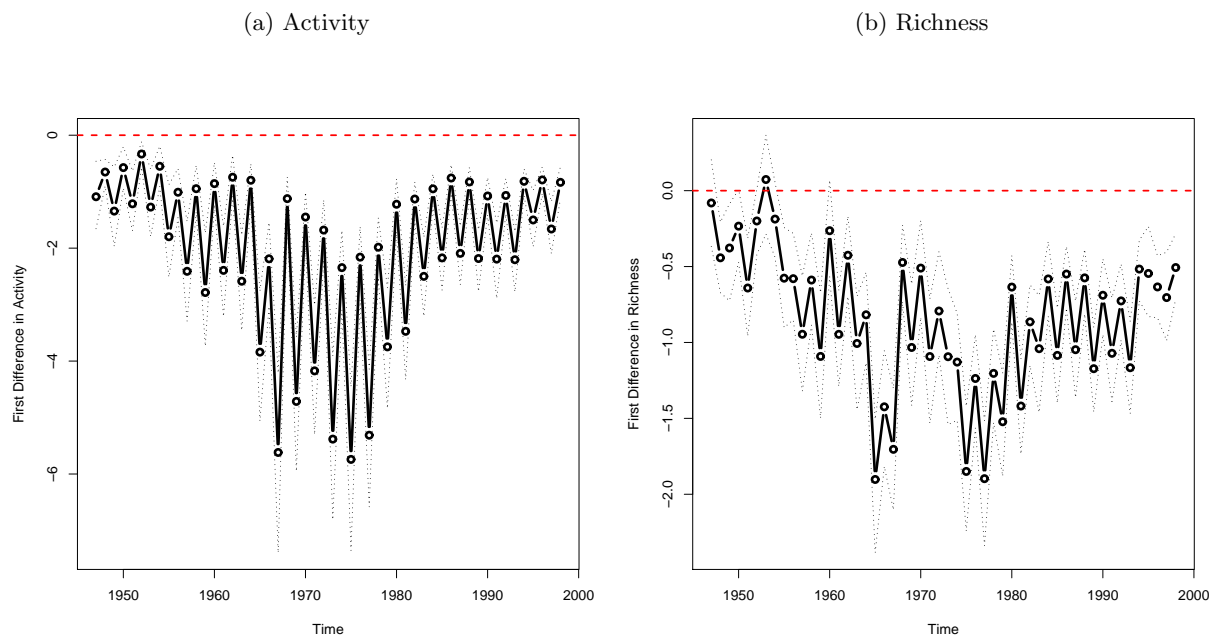 (a) Activity
First Difference in Activity
0
−2
−4
−6
1950 1960 1970 1980 1990 2000
Time
(b) Richness
First Difference in Richness
0.0
−0.5
−1.0
−1.5
−2.0
1950 1960 1970 1980 1990 2000
Time